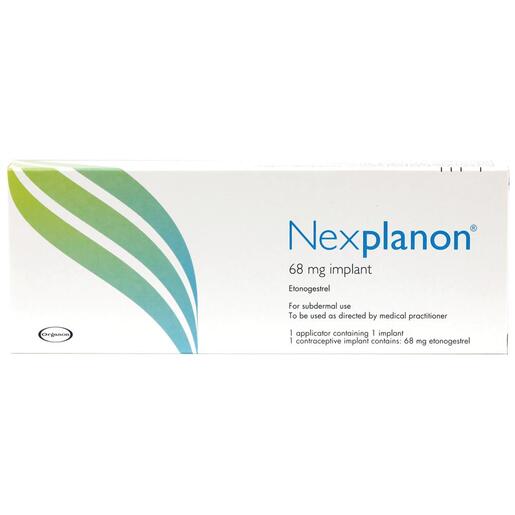 Nexplanon®
68 mg implant
Etonogestrel
For subdermal use
To be used as directed by medical practitioner
1 applicator containing 1 implant
1 contraceptive implant contains: 68 mg etonogestrel
Organon